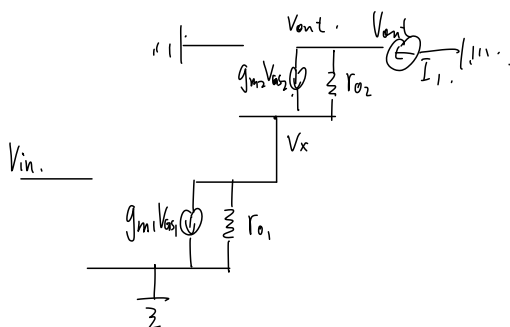 Vout. Vout
gm2VGS2 ro2 I1.
Vx
Vin.
gm1VGS1 ro1